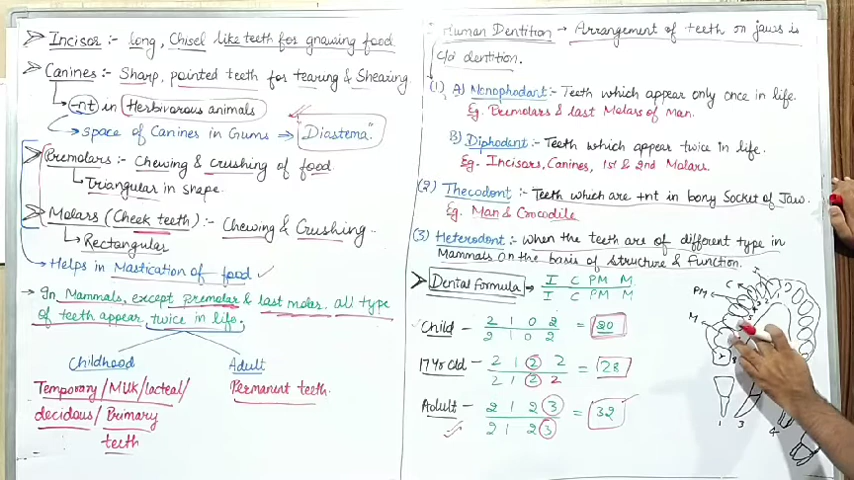 Incisor :- long, Chisel like teeth for gnawing food
Canines :- Sharp, pointed teeth for tearing & Shearing.
-nt in Herbivorous animals
space of Canines in Gums ⇒ "Diastema"
Premolars :- Chewing & crushing of food
Triangular in shape.
Molars (Cheek teeth) :- Chewing & Crushing.
Rectangular
Helps in Mastication of food ✓
→ In Mammals, except premolar & last molar, all type
of teeth appear twice in life.
Childhood
Adult
Temporary/Milk/lacteal/
decidous/Primary
teeth
Permanent teeth.
Human Dentition → Arrangement of teeth on jaws is
c/a dentition.
(1) A) Monophodont :- Teeth which appear only once in life.
Eg. Premolars & last Molars of Man.
B) Diphodont :- Teeth which appear twice in life.
Eg. Incisors, Canines, 1st & 2nd Molars.
(2) Thecodont :- Teeth which are +nt in bony Socket of Jaw.
Eg. Man & Crocodile
(3) Heterodont :- When the teeth are of different type in
Mammals on the basis of Structure & Function.
Dental formula → I C PM M
I C PM M
Child - 2 1 0 2 = 20
2 1 0 2
17 Yr Old - 2 1 2 2 = 28
2 1 2 2
Adult - 2 1 2 3 = 32
2 1 2 3
I
C
PM
M
1
3